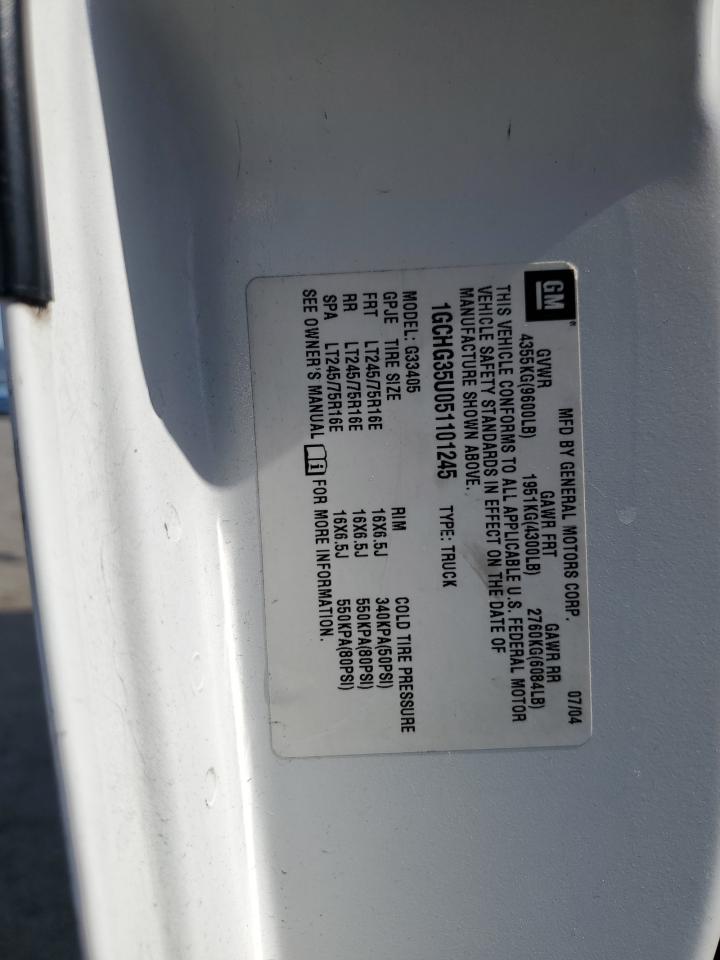 GM®
MFD BY GENERAL MOTORS CORP. 07/04
GVWR GAWR FRT GAWR RR
4355KG(9600LB) 1951KG(4300LB) 2760KG(6084LB)
THIS VEHICLE CONFORMS TO ALL APPLICABLE U.S. FEDERAL MOTOR
VEHICLE SAFETY STANDARDS IN EFFECT ON THE DATE OF
MANUFACTURE SHOWN ABOVE.
1GCHG35U051101245 TYPE: TRUCK
MODEL: G33405
GPJE TIRE SIZE RIM COLD TIRE PRESSURE
FRT LT245/75R16E 16X6.5J 340KPA(50PSI)
RR LT245/75R16E 16X6.5J 550KPA(80PSI)
SPA LT245/75R16E 16X6.5J 550KPA(80PSI)
SEE OWNER'S MANUAL i FOR MORE INFORMATION.